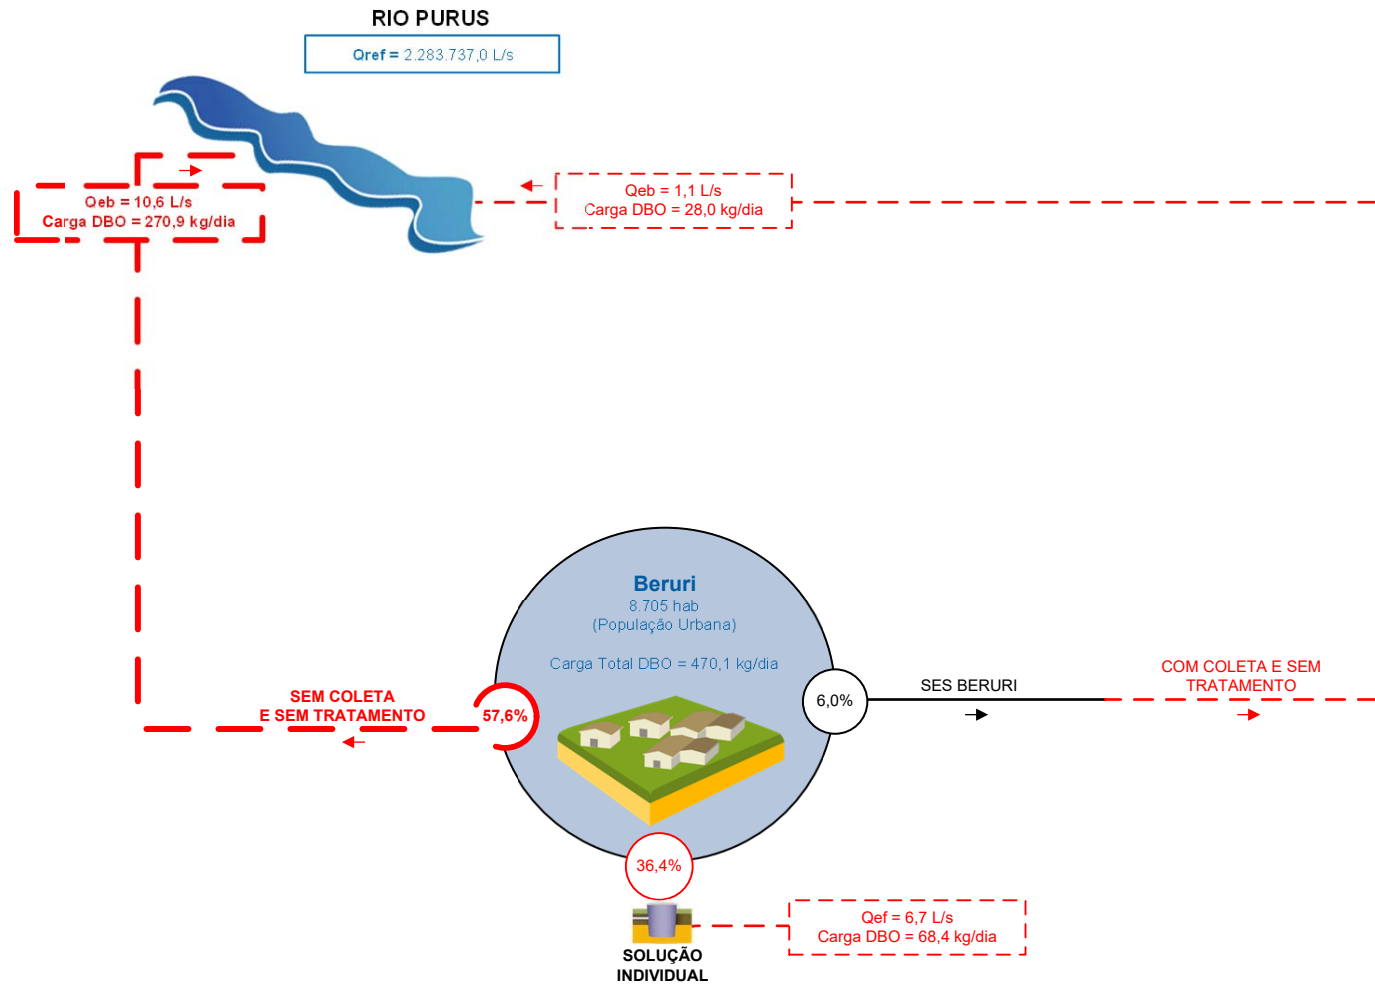 RIO PURUS
Qref = 2.283.737,0 L/s
Qeb = 10,6 L/s
Carga DBO = 270,9 kg/dia
Qeb = 1,1 L/s
Carga DBO = 28,0 kg/dia
Beruri
8.705 hab
(População Urbana)
Carga Total DBO = 470,1 kg/dia
SEM COLETA
E SEM TRATAMENTO
57,6%
6,0%
SES BERURI
COM COLETA E SEM
TRATAMENTO
36,4%
SOLUÇÃO
INDIVIDUAL
Qef = 6,7 L/s
Carga DBO = 68,4 kg/dia